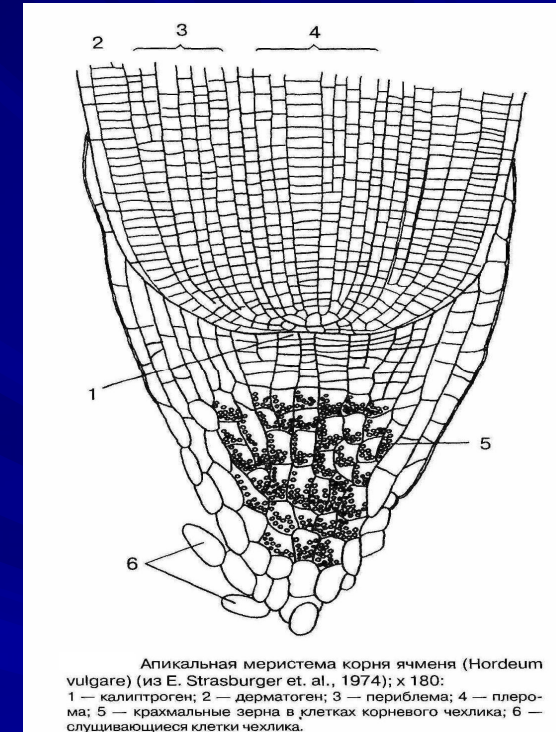 2 3 4
1
5
6
Апикальная меристема корня ячменя (Hordeum
vulgare) (из E. Strasburger et. al., 1974); x 180:
1 — калиптроген; 2 — дерматоген; 3 — периблема; 4 — плеро-
ма; 5 — крахмальные зерна в клетках корневого чехлика; 6 —
слущивающиеся клетки чехлика.